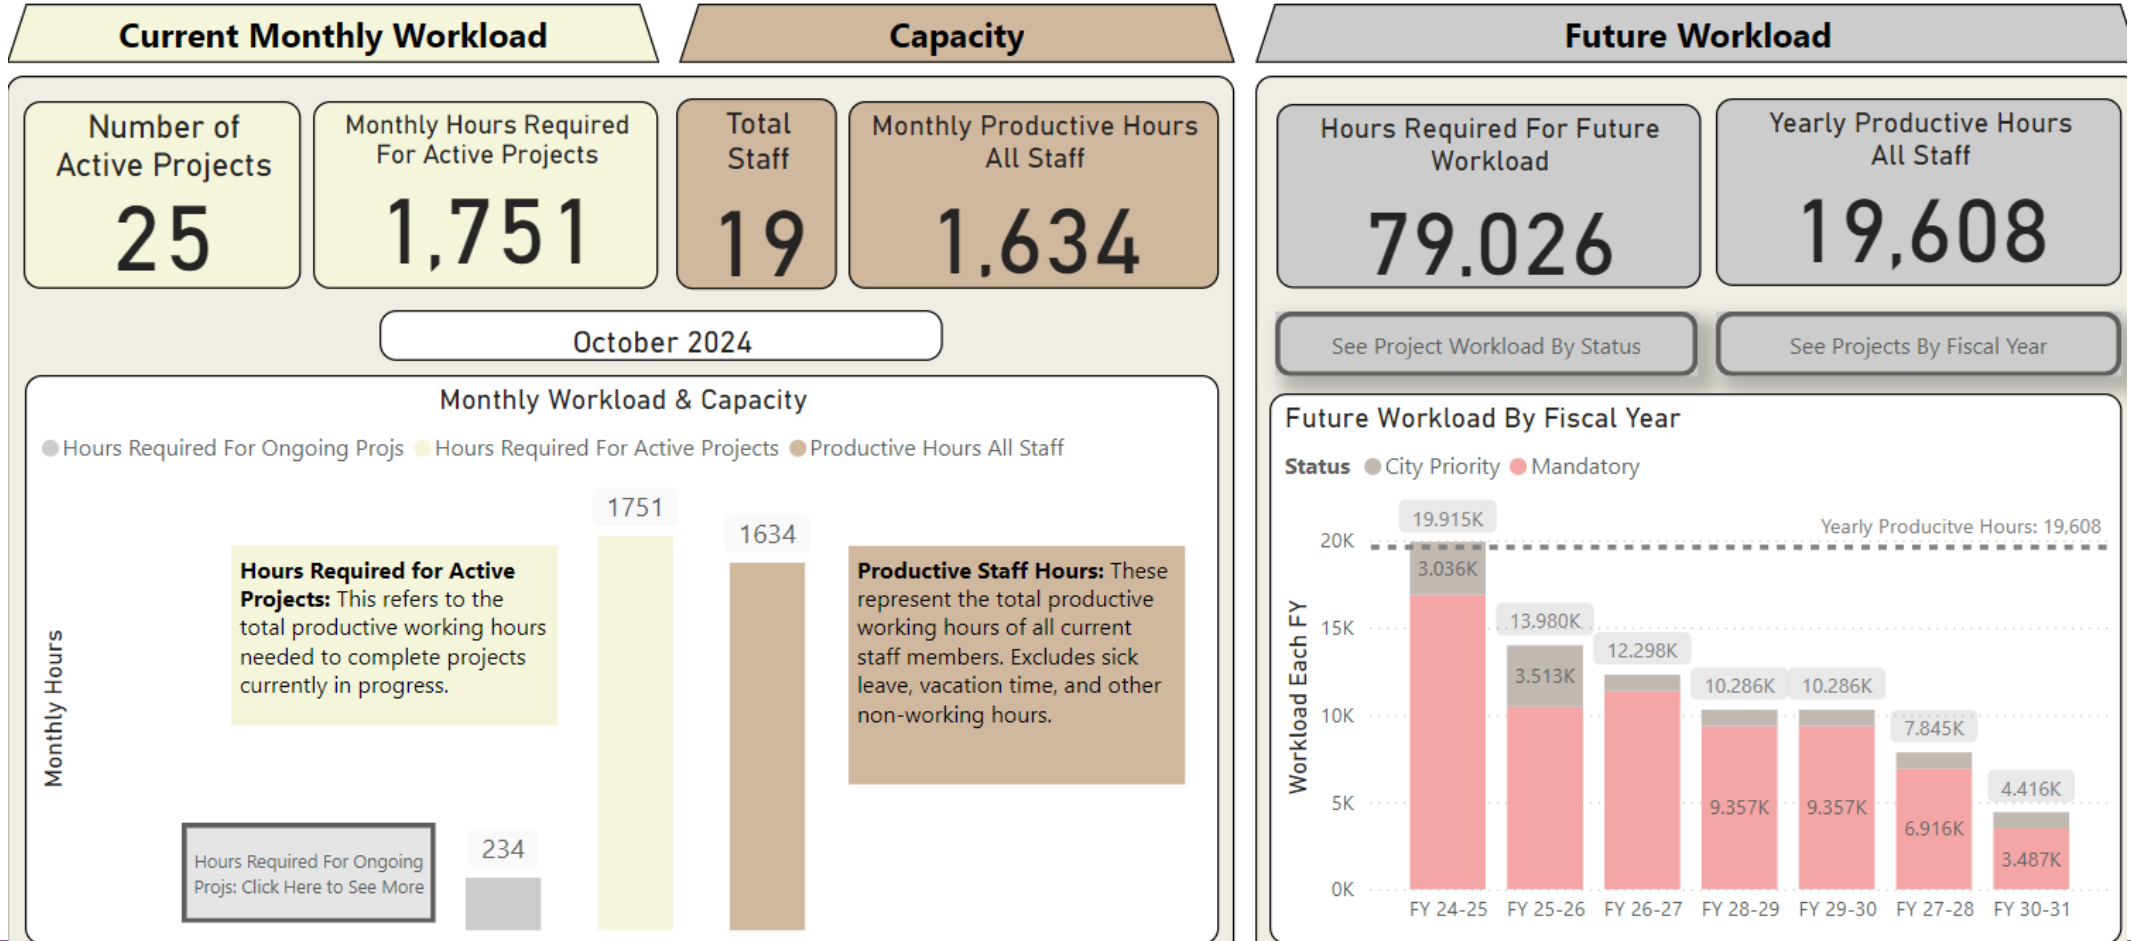 Current Monthly Workload
Capacity
Future Workload
Number of
Active Projects
25
Monthly Hours Required
For Active Projects
1,751
Total
Staff
19
Monthly Productive Hours
All Staff
1,634
Hours Required For Future
Workload
79.026
Yearly Productive Hours
All Staff
19,608
October 2024
See Project Workload By Status
See Projects By Fiscal Year
Monthly Workload & Capacity
Hours Required For Ongoing Projs
Hours Required For Active Projects
Productive Hours All Staff
Monthly Hours
1751
1634
234
Hours Required for Active
Projects: This refers to the
total productive working hours
needed to complete projects
currently in progress.
Productive Staff Hours: These
represent the total productive
working hours of all current
staff members. Excludes sick
leave, vacation time, and other
non-working hours.
Hours Required For Ongoing
Projs: Click Here to See More
Future Workload By Fiscal Year
Status
City Priority
Mandatory
Workload Each FY
20K
15K
10K
5K
0K
Yearly Producitve Hours: 19,608
19.915K
3.036K
13.980K
3.513K
12.298K
10.286K
9.357K
10.286K
9.357K
7.845K
6.916K
4.416K
3.487K
FY 24-25
FY 25-26
FY 26-27
FY 28-29
FY 29-30
FY 27-28
FY 30-31